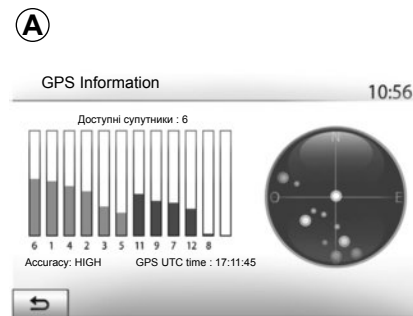 A
GPS Information
10:56
Доступні супутники : 6
N
O E
6 1 4 2 3 5 11 9 7 12 8
Accuracy: HIGH GPS UTC time : 17:11:45